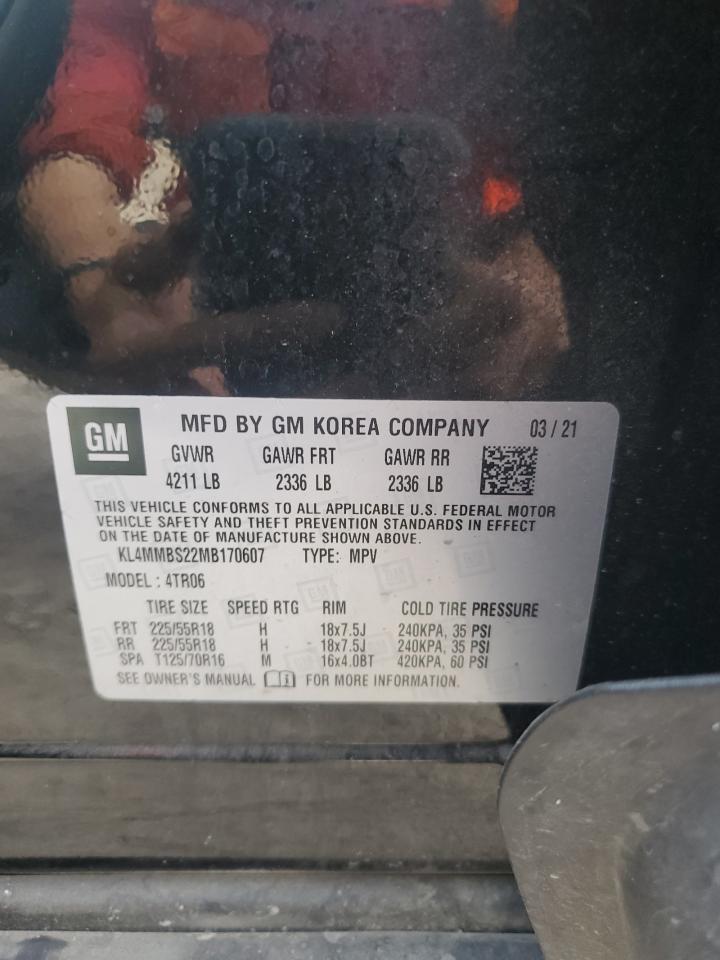 GM MFD BY GM KOREA COMPANY 03 / 21
GVWR GAWR FRT GAWR RR
4211 LB 2336 LB 2336 LB
THIS VEHICLE CONFORMS TO ALL APPLICABLE U.S. FEDERAL MOTOR
VEHICLE SAFETY AND THEFT PREVENTION STANDARDS IN EFFECT
ON THE DATE OF MANUFACTURE SHOWN ABOVE.
KL4MMBS22MB170607 TYPE: MPV
MODEL : 4TR06
TIRE SIZE SPEED RTG RIM COLD TIRE PRESSURE
FRT 225/55R18 H 18x7.5J 240KPA, 35 PSI
RR 225/55R18 H 18x7.5J 240KPA, 35 PSI
SPA T125/70R16 M 16x4.0BT 420KPA, 60 PSI
SEE OWNER'S MANUAL FOR MORE INFORMATION.